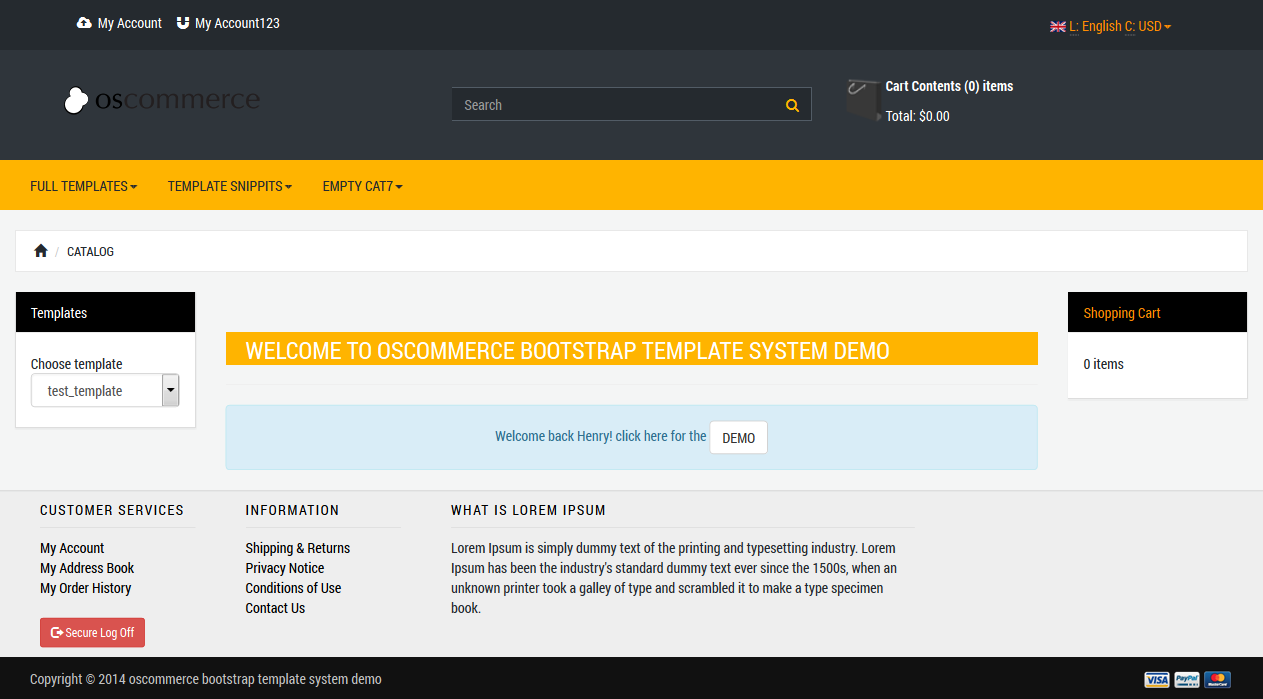 My Account My Account123
L: English C: USD
oscommerce
Search
Cart Contents (0) items
Total: $0.00
FULL TEMPLATES TEMPLATE SNIPPITS EMPTY CAT7
/ CATALOG
Templates
Choose template
test_template
WELCOME TO OSCOMMERCE BOOTSTRAP TEMPLATE SYSTEM DEMO
Welcome back Henry! click here for the DEMO
Shopping Cart
0 items
CUSTOMER SERVICES
My Account
My Address Book
My Order History
Secure Log Off
INFORMATION
Shipping & Returns
Privacy Notice
Conditions of Use
Contact Us
WHAT IS LOREM IPSUM
Lorem Ipsum is simply dummy text of the printing and typesetting industry. Lorem
Ipsum has been the industry's standard dummy text ever since the 1500s, when an
unknown printer took a galley of type and scrambled it to make a type specimen
book.
Copyright © 2014 oscommerce bootstrap template system demo
VISA PayPal MasterCard